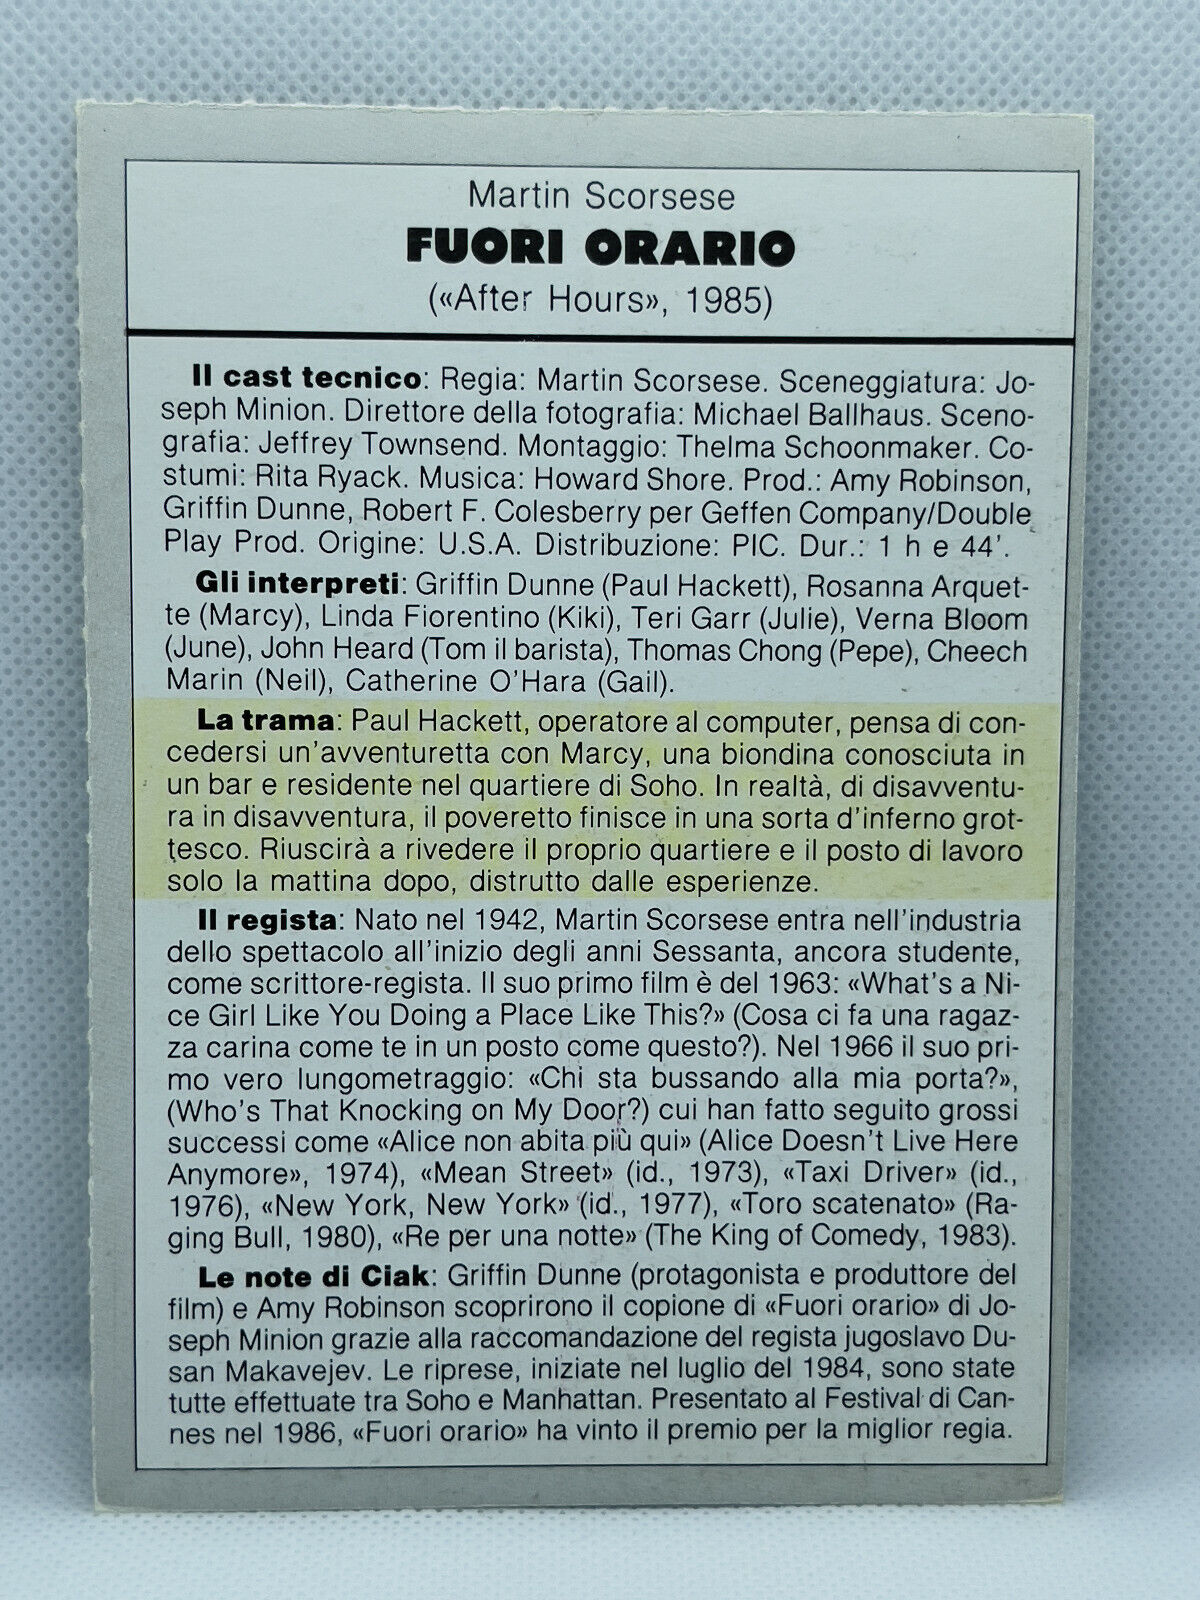 Martin Scorsese
FUORI ORARIO
(«After Hours», 1985)
Il cast tecnico: Regia: Martin Scorsese. Sceneggiatura: Jo-
seph Minion. Direttore della fotografia: Michael Ballhaus. Sceno-
grafia: Jeffrey Townsend. Montaggio: Thelma Schoonmaker. Co-
stumi: Rita Ryack. Musica: Howard Shore. Prod.: Amy Robinson,
Griffin Dunne, Robert F. Colesberry per Geffen Company/Double
Play Prod. Origine: U.S.A. Distribuzione: PIC. Dur.: 1 h e 44'.
Gli interpreti: Griffin Dunne (Paul Hackett), Rosanna Arquet-
te (Marcy), Linda Fiorentino (Kiki), Teri Garr (Julie), Verna Bloom
(June), John Heard (Tom il barista), Thomas Chong (Pepe), Cheech
Marin (Neil), Catherine O'Hara (Gail).
La trama: Paul Hackett, operatore al computer, pensa di con-
cedersi un'avventuretta con Marcy, una biondina conosciuta in
un bar e residente nel quartiere di Soho. In realtà, di disavventu-
ra in disavventura, il poveretto finisce in una sorta d'inferno grot-
tesco. Riuscirà a rivedere il proprio quartiere e il posto di lavoro
solo la mattina dopo, distrutto dalle esperienze.
Il regista: Nato nel 1942, Martin Scorsese entra nell'industria
dello spettacolo all'inizio degli anni Sessanta, ancora studente,
come scrittore-regista. Il suo primo film è del 1963: «What's a Ni-
ce Girl Like You Doing a Place Like This?» (Cosa ci fa una ragaz-
za carina come te in un posto come questo?). Nel 1966 il suo pri-
mo vero lungometraggio: «Chi sta bussando alla mia porta?»,
(Who's That Knocking on My Door?) cui han fatto seguito grossi
successi come «Alice non abita più qui» (Alice Doesn't Live Here
Anymore», 1974), «Mean Street» (id., 1973), «Taxi Driver» (id.,
1976), «New York, New York» (id., 1977), «Toro scatenato» (Ra-
ging Bull, 1980), «Re per una notte» (The King of Comedy, 1983).
Le note di Ciak: Griffin Dunne (protagonista e produttore del
film) e Amy Robinson scoprirono il copione di «Fuori orario» di Jo-
seph Minion grazie alla raccomandazione del regista jugoslavo Du-
san Makavejev. Le riprese, iniziate nel luglio del 1984, sono state
tutte effettuate tra Soho e Manhattan. Presentato al Festival di Can-
nes nel 1986, «Fuori orario» ha vinto il premio per la miglior regia.